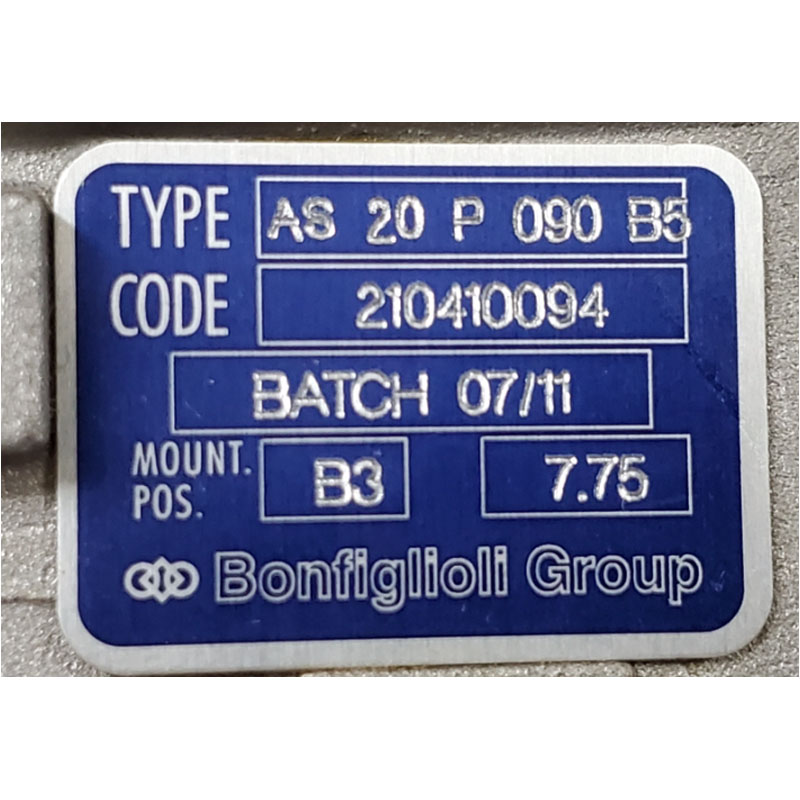 TYPE AS 20 P 090 B5
CODE 210410094
BATCH 07/11
MOUNT. POS. B3 7.75
Bonfiglioli Group